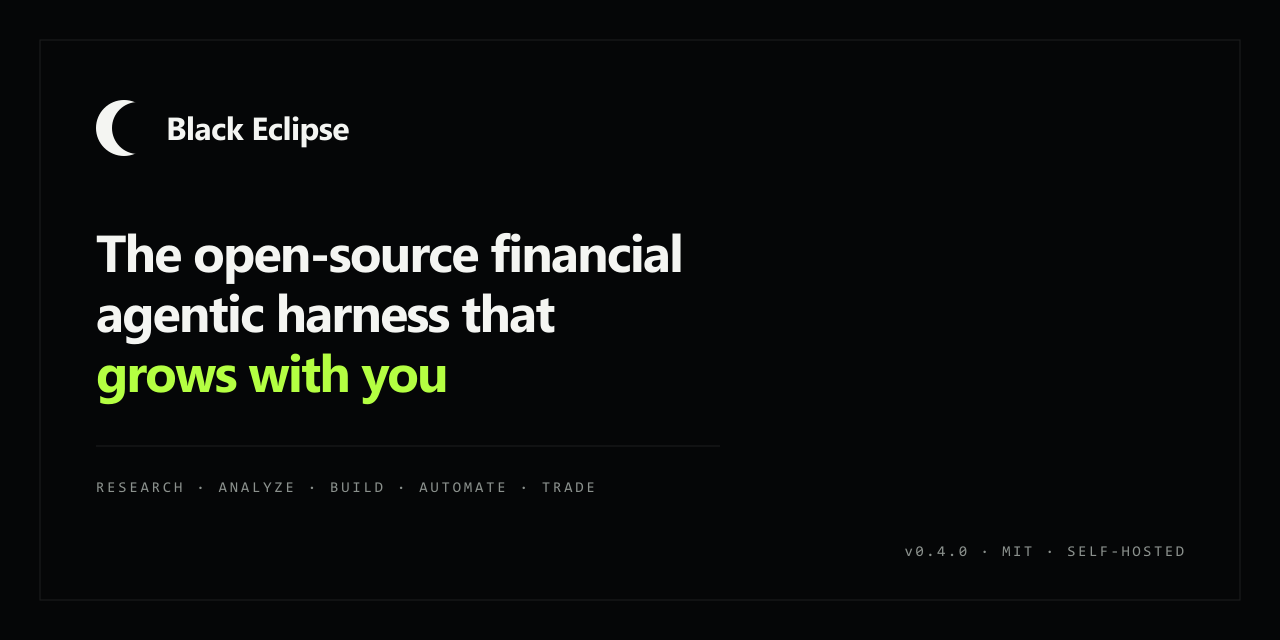 Black Eclipse
The open-source financial
agentic harness that
grows with you
RESEARCH · ANALYZE · BUILD · AUTOMATE · TRADE
v0.4.0 · MIT · SELF-HOSTED